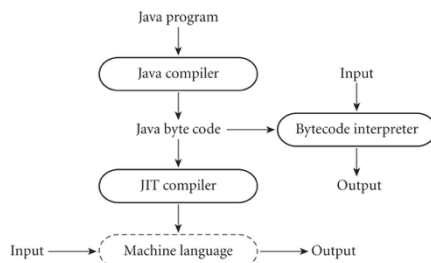 Java program
Java compiler
Input
Java byte code
Bytecode interpreter
JIT compiler
Output
Input
Machine language
Output